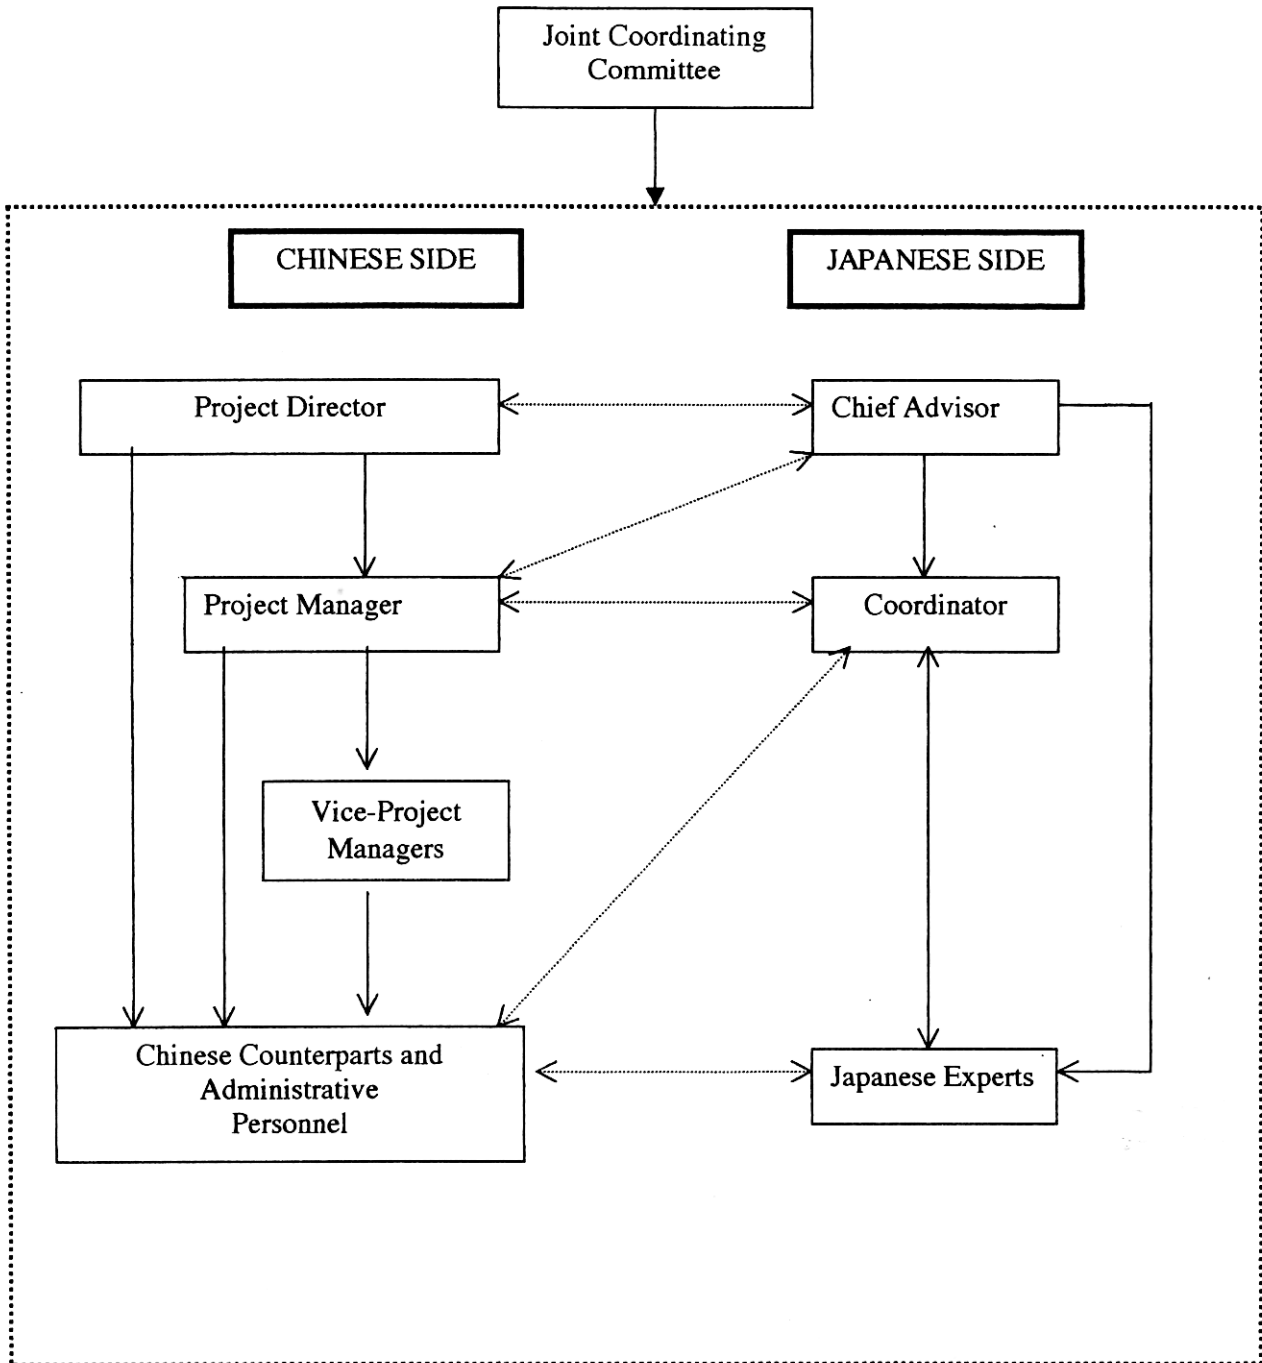 Joint Coordinating
Committee
CHINESE SIDE
JAPANESE SIDE
Project Director
Chief Advisor
Project Manager
Coordinator
Vice-Project
Managers
Chinese Counterparts and
Administrative
Personnel
Japanese Experts